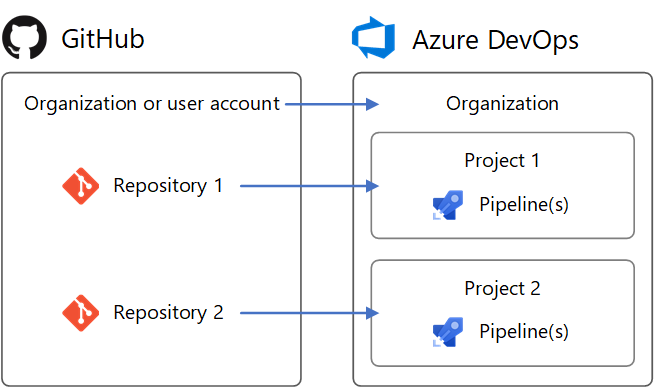 GitHub
Azure DevOps
Organization or user account
Organization
Project 1
Repository 1
Pipeline(s)
Project 2
Repository 2
Pipeline(s)